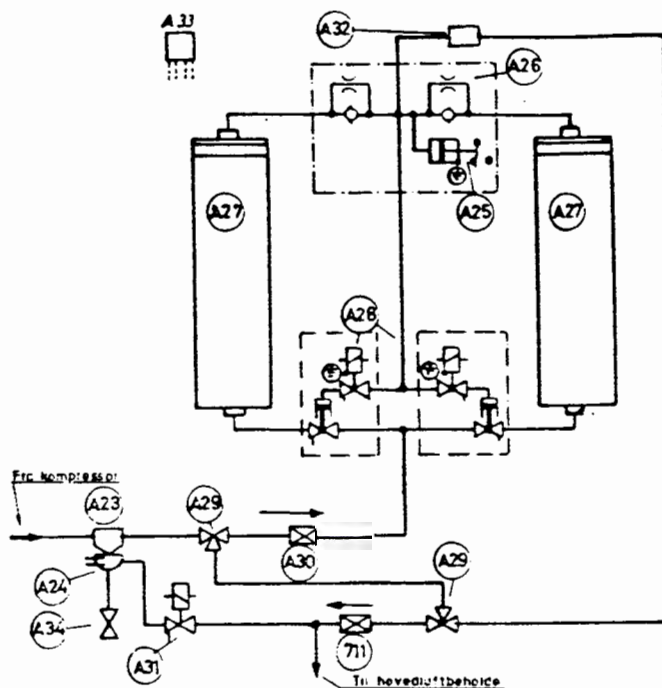 A33
A32
A26
A27
A25
A27
A28
Fra kompressor
A23
A29
A30
A29
A24
A34
A31
711
Til hovedluftbeholde